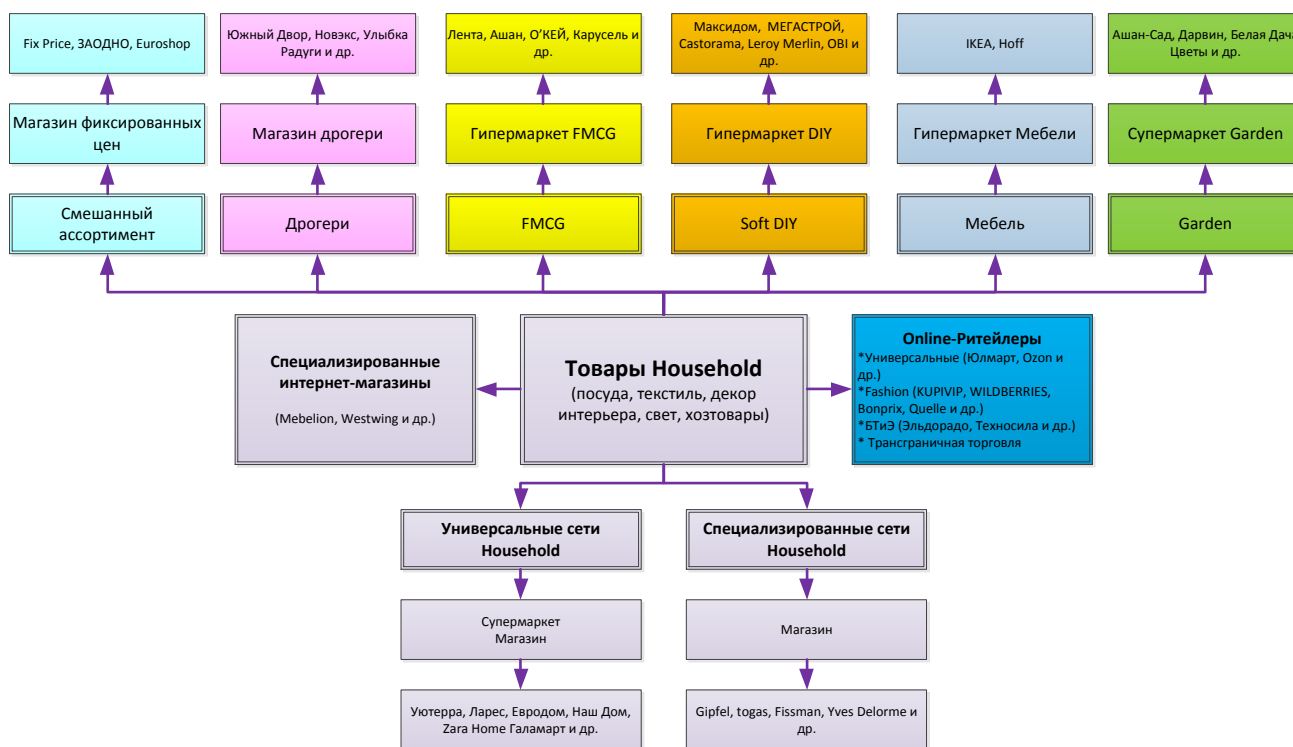 Fix Price, ЗАОДНО, Euroshop
Южный Двор, Новэкс, Улыбка
Радуги и др.
Лента, Ашан, О'КЕЙ, Карусель и
др.
Максидом, МЕГАСТРОЙ,
Castorama, Leroy Merlin, OBI и
др.
IKEA, Hoff
Ашан-Сад, Дарвин, Белая Дача
Цветы и др.
Магазин фиксированных
цен
Магазин дрогери
Гипермаркет FMCG
Гипермаркет DIY
Гипермаркет Мебели
Супермаркет Garden
Смешанный
ассортимент
Дрогери
FMCG
Soft DIY
Мебель
Garden
Специализированные
интернет-магазины
(Mebelion, Westwing и др.)
Товары Household
(посуда, текстиль, декор
интерьера, свет, хозтовары)
Online-Ритейлеры
*Универсальные (Юлмарт, Ozon и
др.)
*Fashion (KUPIVIP, WILDBERRIES,
Bonprix, Quelle и др.)
*БТиЭ (Эльдорадо, Техносила и др.)
* Трансграничная торговля
Универсальные сети
Household
Специализированные сети
Household
Супермаркет
Магазин
Магазин
Уютерра, Ларес, Евродом, Наш Дом,
Zara Home Галамарт и др.
Gipfel, togas, Fissman, Yves Delorme и
др.